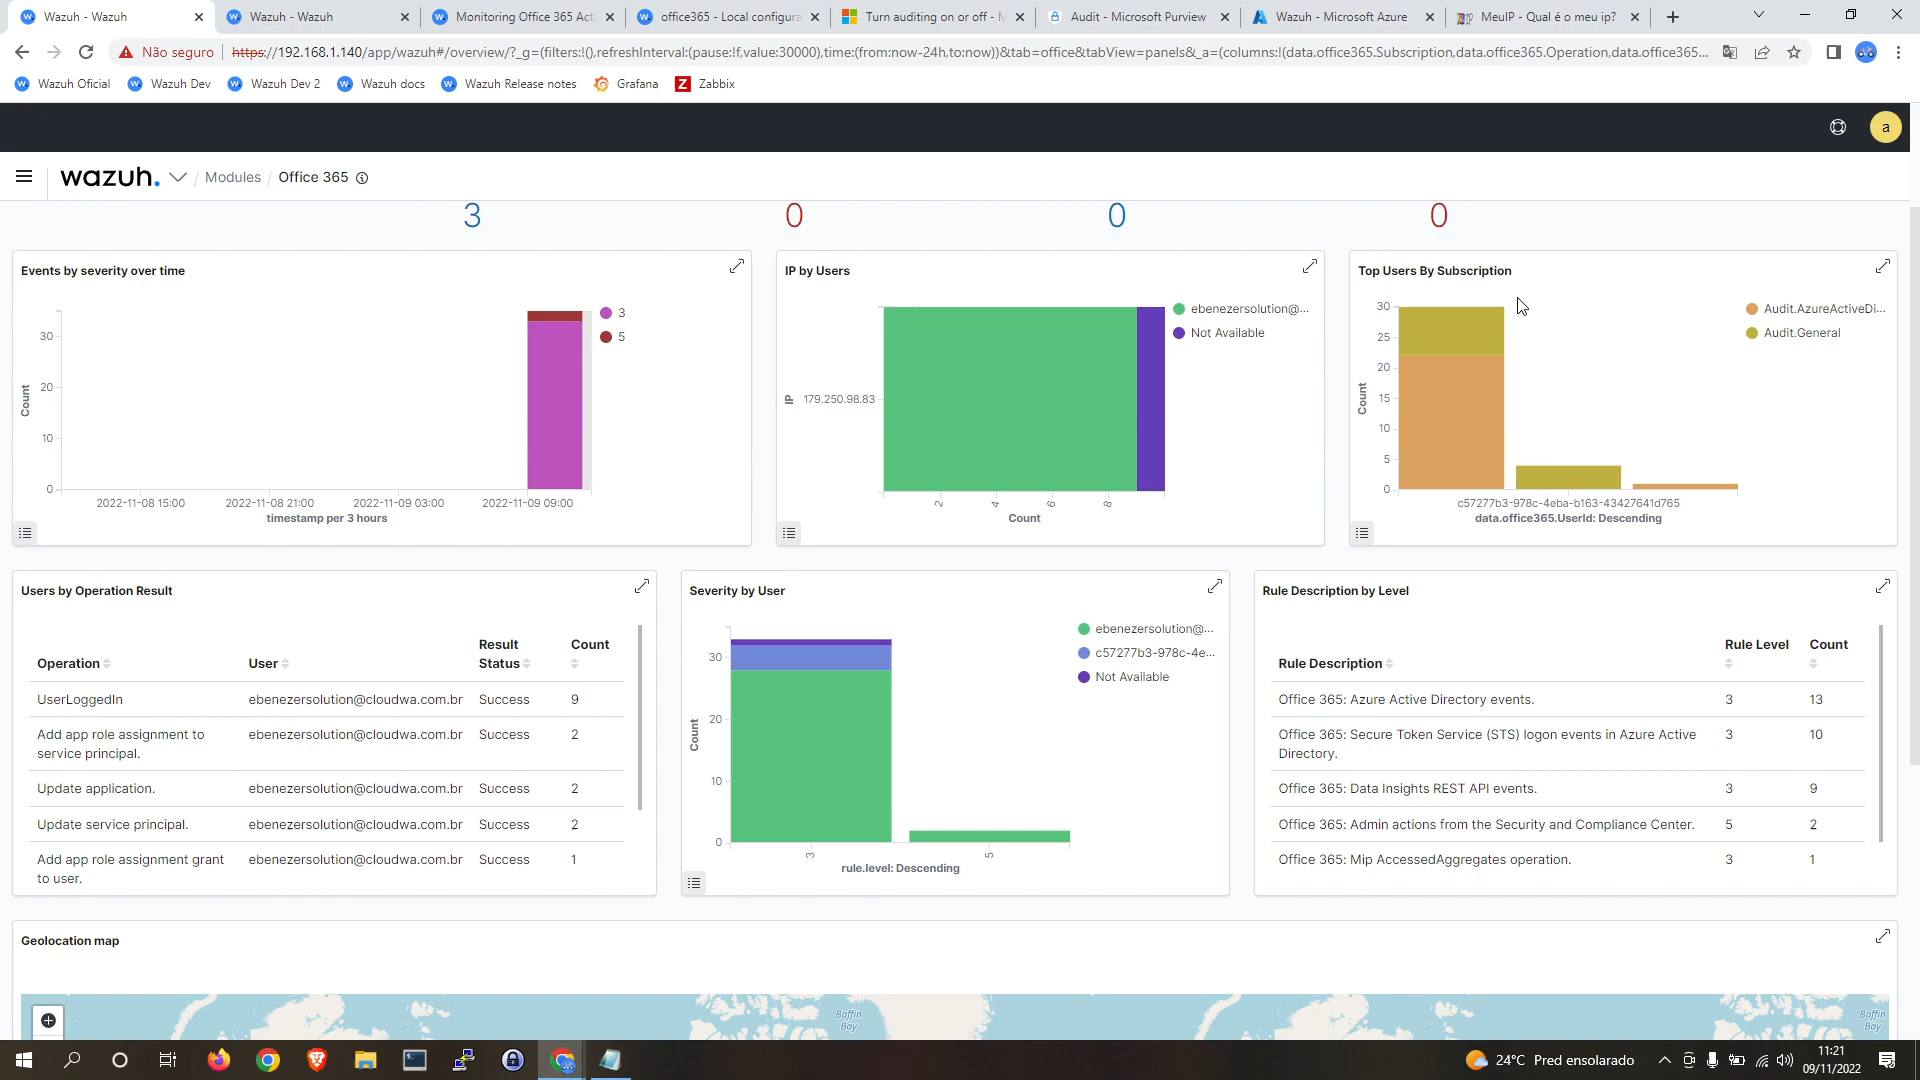 Wazuh - Wazuh
Wazuh - Wazuh
Monitoring Office 365 Acti
office365 - Local configura
Turn auditing on or off - M
Audit - Microsoft Purview
Wazuh - Microsoft Azure
MeuIP - Qual é o meu ip?
Não seguro
https://192.168.1.140/app/wazuh#/overview/?_g=(filters:!(),refreshInterval:(pause:!f,value:30000),time:(from:now-24h,to:now))&tab=office&tabView=panels&_a=(columns:!(data.office365.Subscription,data.office365.Operation,data.office365...
Wazuh Oficial
Wazuh Dev
Wazuh Dev 2
Wazuh docs
Wazuh Release notes
Grafana
Zabbix
a
wazuh.
/ Modules / Office 365
3
0
0
0
Events by severity over time
Count
30
20
10
0
2022-11-08 15:00
2022-11-08 21:00
2022-11-09 03:00
2022-11-09 09:00
timestamp per 3 hours
3
5
IP by Users
IP
179.250.98.83
2
4
6
8
Count
ebenezersolution@...
Not Available
Top Users By Subscription
Count
30
25
20
15
10
5
0
c57277b3-978c-4eba-b163-43427641d765
data.office365.UserId: Descending
Audit.AzureActiveDi...
Audit.General
Users by Operation Result
Operation
User
Result Status
Count
UserLoggedIn ebenezersolution@cloudwa.com.br Success 9
Add app role assignment to ebenezersolution@cloudwa.com.br Success 2
service principal.
Update application. ebenezersolution@cloudwa.com.br Success 2
Update service principal. ebenezersolution@cloudwa.com.br Success 2
Add app role assignment grant ebenezersolution@cloudwa.com.br Success 1
to user.
Severity by User
Count
30
20
10
0
3
5
rule.level: Descending
ebenezersolution@...
c57277b3-978c-4e...
Not Available
Rule Description by Level
Rule Description
Rule Level
Count
Office 365: Azure Active Directory events. 3 13
Office 365: Secure Token Service (STS) logon events in Azure Active 3 10
Directory.
Office 365: Data Insights REST API events. 3 9
Office 365: Admin actions from the Security and Compliance Center. 5 2
Office 365: Mip AccessedAggregates operation. 3 1
Geolocation map
Baffin
Bay
Baffin
Bay
24°C Pred ensolarado
11:21
09/11/2022